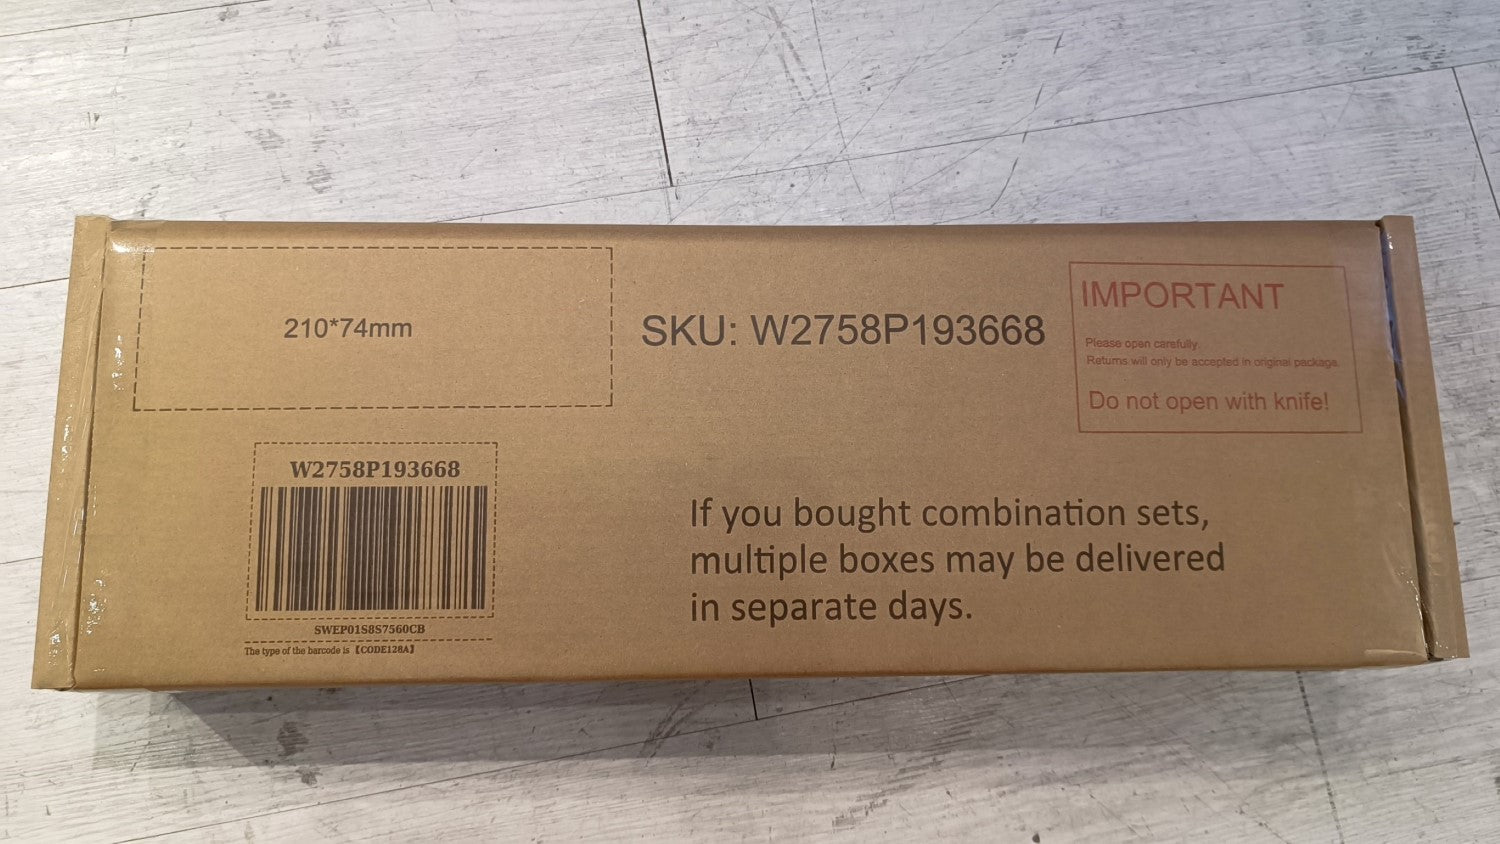 210*74mm
SKU: W2758P193668
IMPORTANT
Please open carefully.
Returns will only be accepted in original package.
Do not open with knife!
W2758P193668
SWEP01S8S7560CB
The type of the barcode is【CODE128A】
If you bought combination sets,
multiple boxes may be delivered
in separate days.